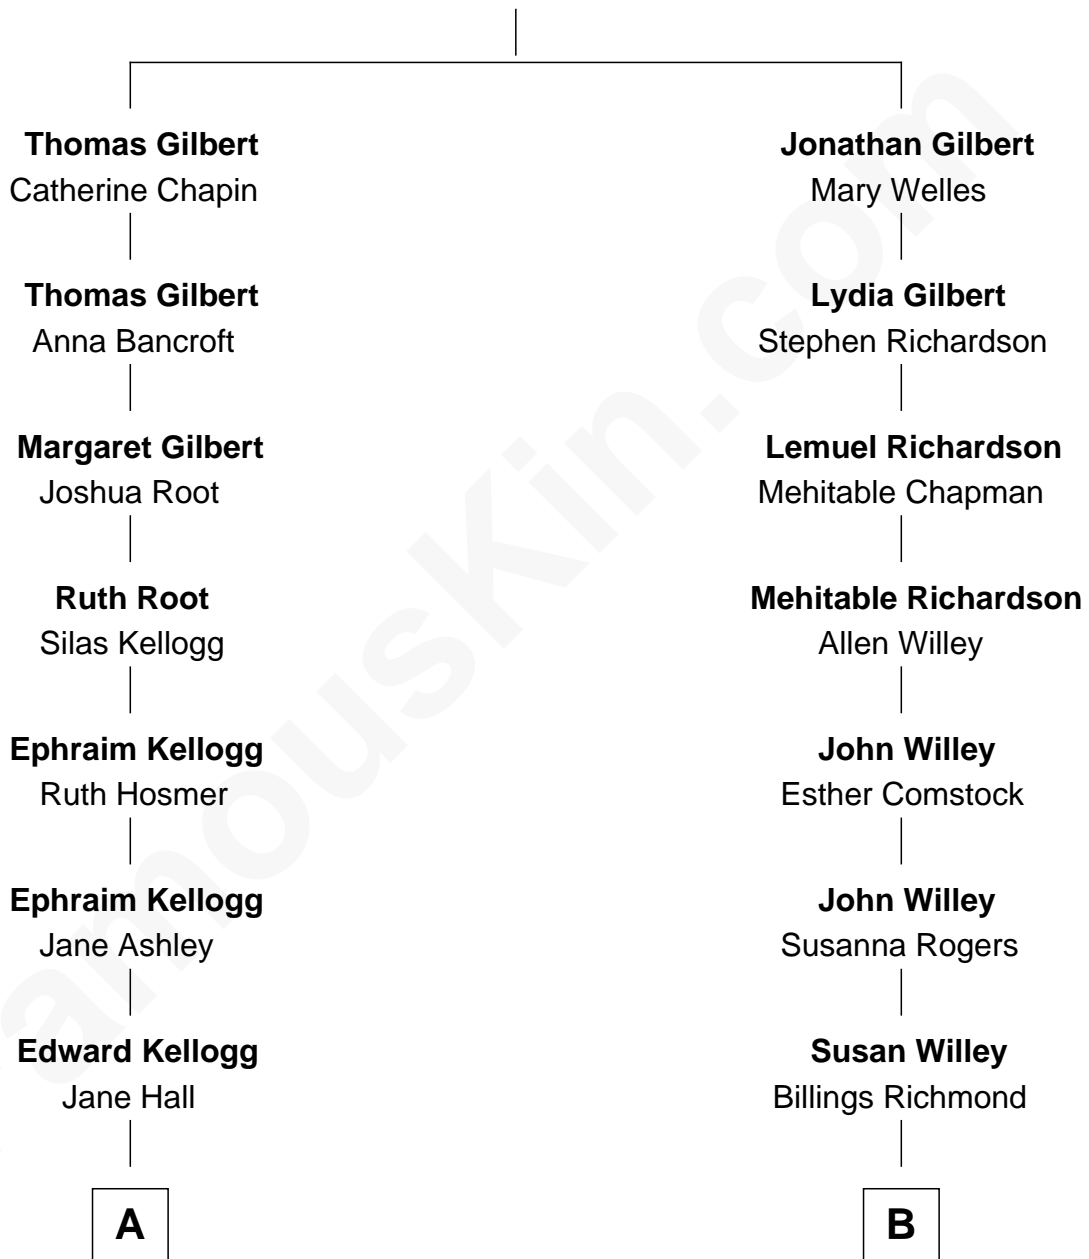 Thomas Gilbert
Catherine Chapin
Thomas Gilbert
Anna Bancroft
Margaret Gilbert
Joshua Root
Ruth Root
Silas Kellogg
Ephraim Kellogg
Ruth Hosmer
Ephraim Kellogg
Jane Ashley
Edward Kellogg
Jane Hall
A
Jonathan Gilbert
Mary Welles
Lydia Gilbert
Stephen Richardson
Lemuel Richardson
Mehitable Chapman
Mehitable Richardson
Allen Willey
John Willey
Esther Comstock
John Willey
Susanna Rogers
Susan Willey
Billings Richmond
B
amousKin.com